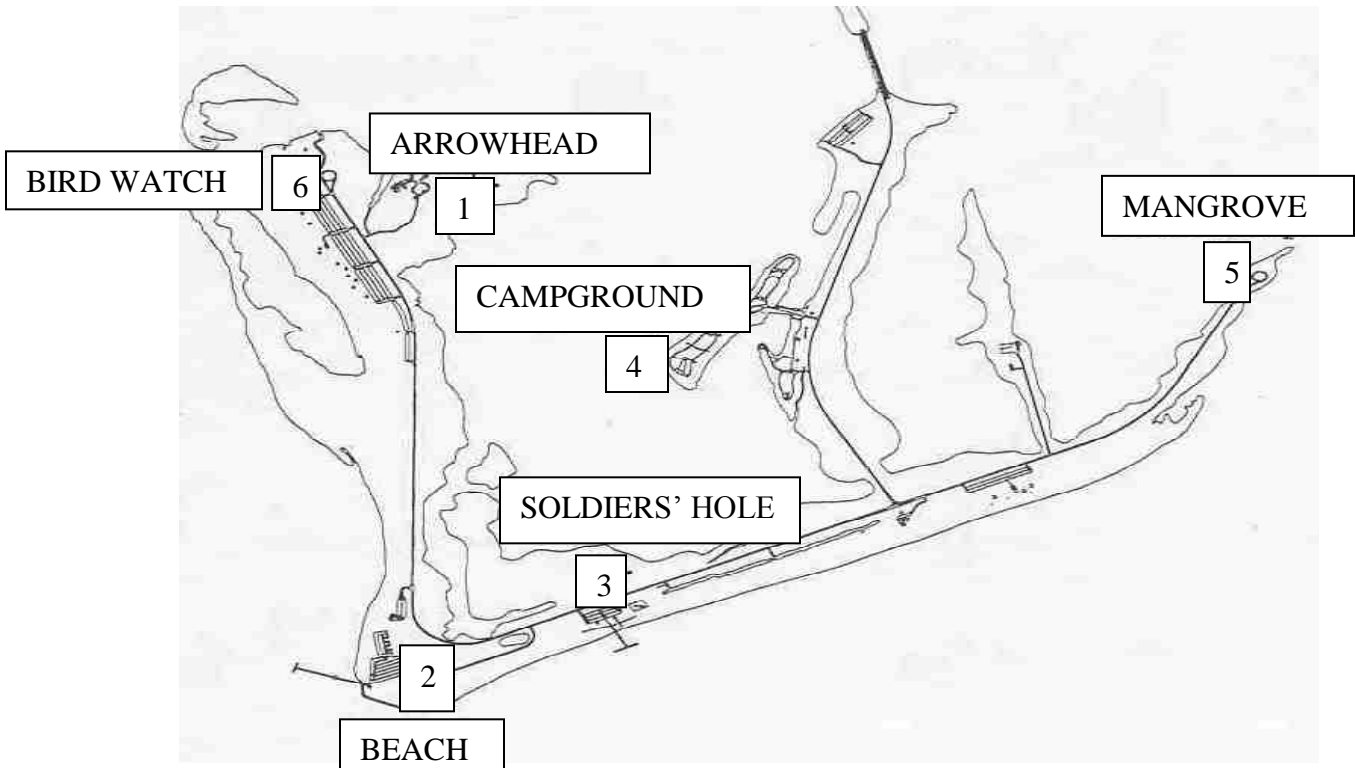 ARROWHEAD
1
BIRD WATCH
6
MANGROVE
5
CAMPGROUND
4
SOLDIERS’ HOLE
3
2
BEACH